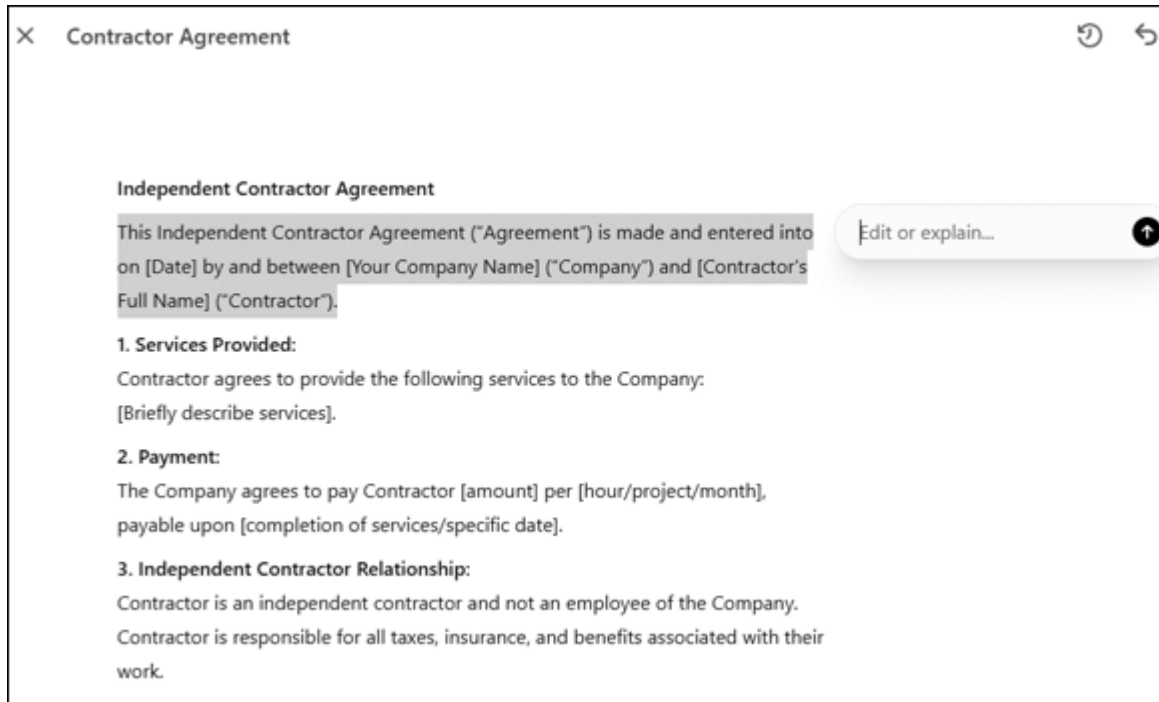 Contractor Agreement
Independent Contractor Agreement
This Independent Contractor Agreement (“Agreement”) is made and entered into
on [Date] by and between [Your Company Name] (“Company”) and [Contractor’s
Full Name] (“Contractor”).
Edit or explain...
1. Services Provided:
Contractor agrees to provide the following services to the Company:
[Briefly describe services].
2. Payment:
The Company agrees to pay Contractor [amount] per [hour/project/month],
payable upon [completion of services/specific date].
3. Independent Contractor Relationship:
Contractor is an independent contractor and not an employee of the Company.
Contractor is responsible for all taxes, insurance, and benefits associated with their
work.